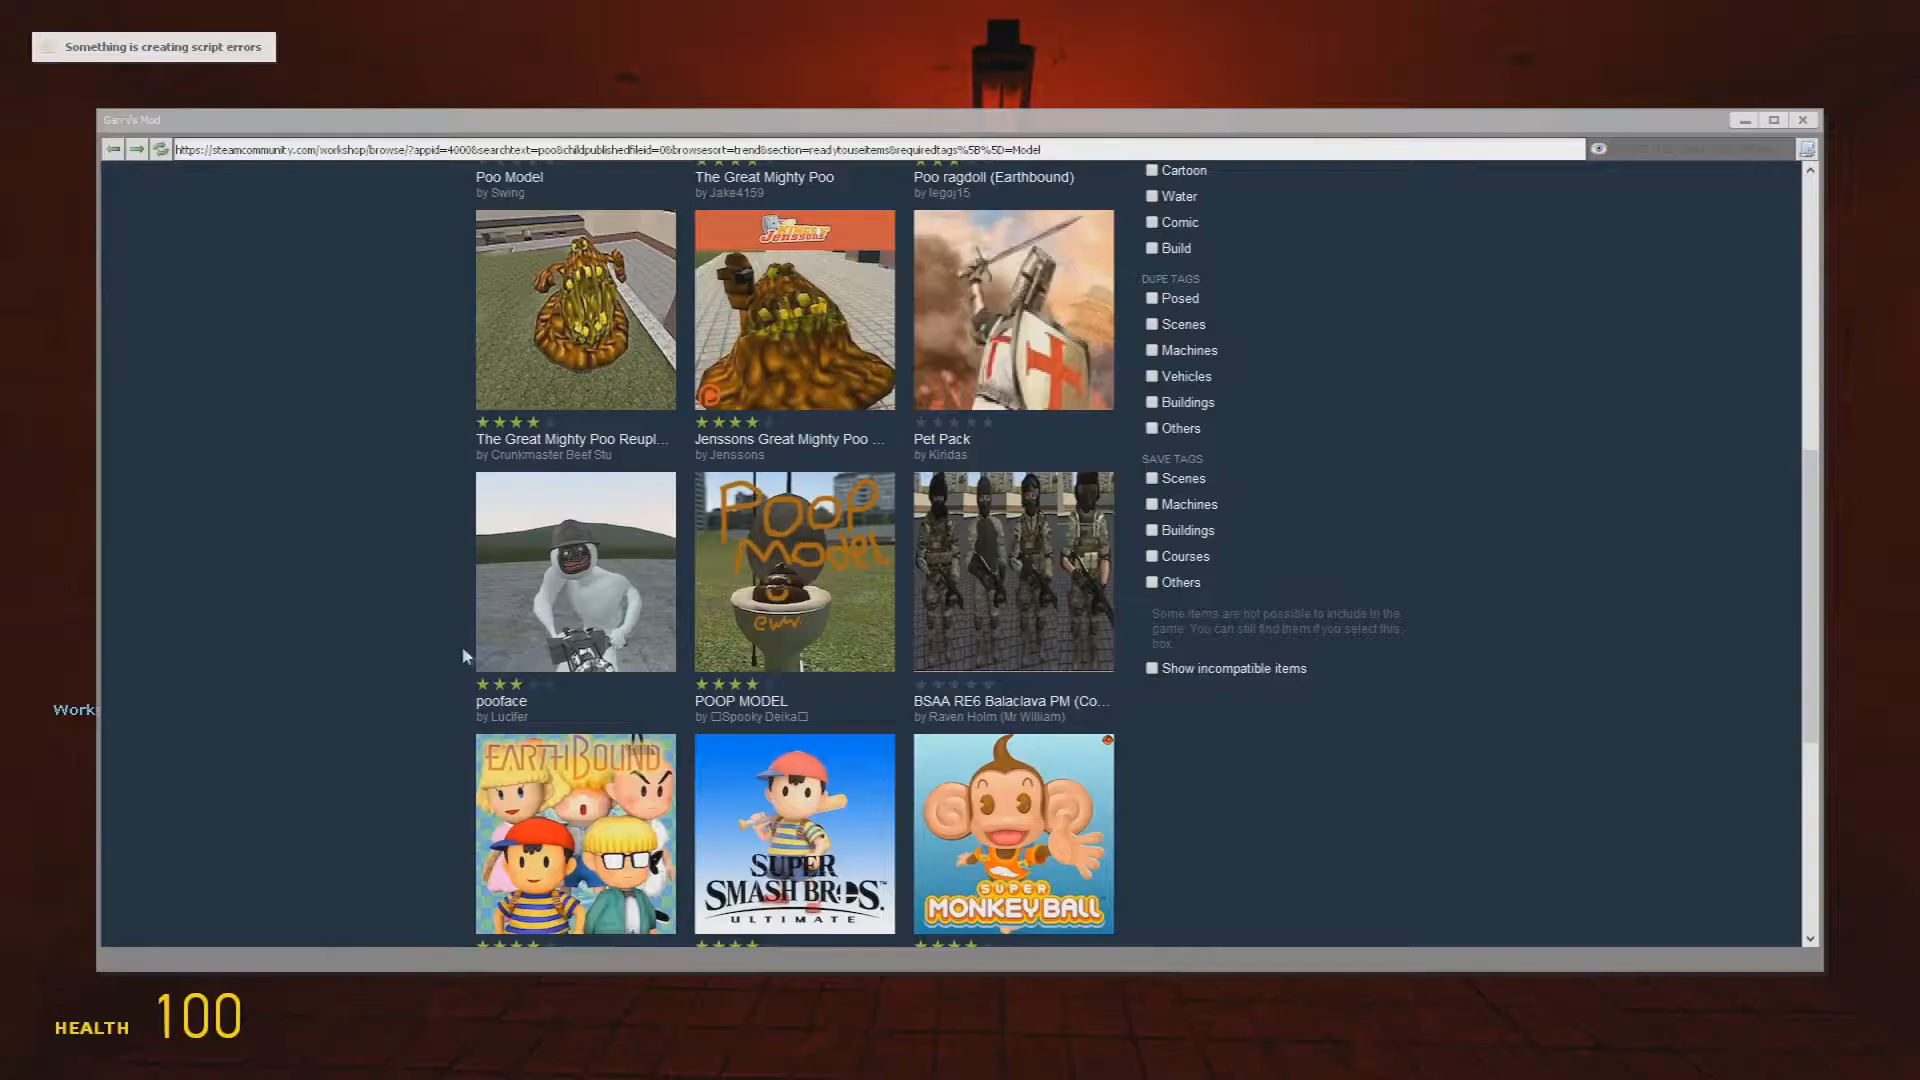 Something is creating script errors
Garry's Mod
https://steamcommunity.com/workshop/browse/?appid=4000&searchtext=poo&childpublishedfileid=0&browsesort=trend&section=readytouseitems&requiredtags%5B%5D=Model
Poo Model
by Swing
The Great Mighty Poo
by Jake4159
Poo ragdoll (Earthbound)
by legoj15
Jenssons
The Great Mighty Poo Reupl...
by Crunkmaster Beef Stu
Jenssons Great Mighty Poo ...
by Jenssons
Pet Pack
by Kiridas
POOP
Model
eww
pooface
by Lucifer
POOP MODEL
by □Spooky Deika□
BSAA RE6 Balaclava PM (Co...
by Raven Holm (Mr William)
EARTHBOUND
SUPER
SMASH BROS.™
ULTIMATE
SUPER
MONKEY BALL
Cartoon
Water
Comic
Build
DUPE TAGS
Posed
Scenes
Machines
Vehicles
Buildings
Others
SAVE TAGS
Scenes
Machines
Buildings
Courses
Others
Some items are not possible to include in the
game. You can still find them if you select this
box.
Show incompatible items
Works
HEALTH 100